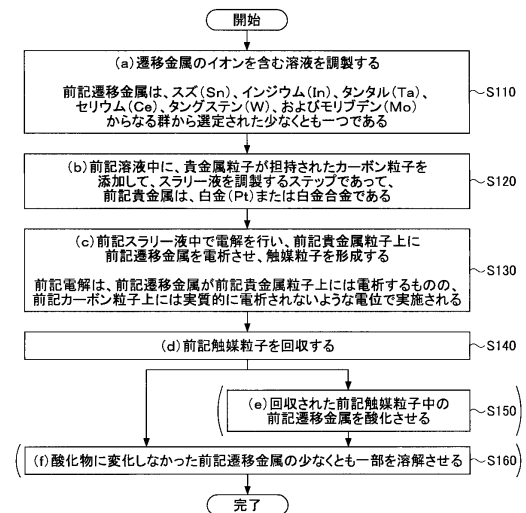 開始
(a)遷移金属のイオンを含む溶液を調製する
前記遷移金属は、スズ(Sn)、インジウム(In)、タンタル(Ta)、
セリウム(Ce)、タングステン(W)、およびモリブデン(Mo)
からなる群から選定された少なくとも一つである
S110
(b)前記溶液中に、貴金属粒子が担持されたカーボン粒子を
添加して、スラリー液を調製するステップであって、
前記貴金属は、白金(Pt)または白金合金である
S120
(c)前記スラリー液中で電解を行い、前記貴金属粒子上に
前記遷移金属を電析させ、触媒粒子を形成する
前記電解は、前記遷移金属が前記貴金属粒子上には電析するものの、
前記カーボン粒子上には実質的に電析されないような電位で実施される
S130
(d)前記触媒粒子を回収する
S140
(e)回収された前記触媒粒子中の
前記遷移金属を酸化させる
S150
(f)酸化物に変化しなかった前記遷移金属の少なくとも一部を溶解させる
S160
完了